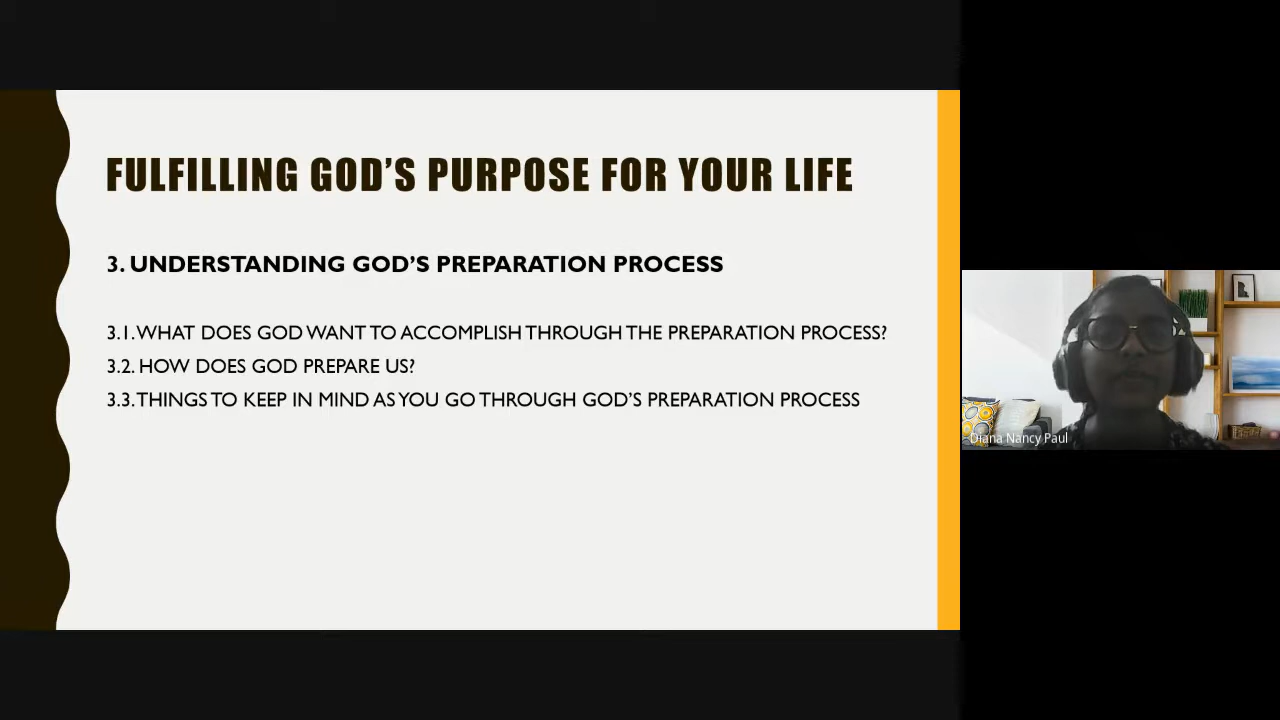 FULFILLING GOD'S PURPOSE FOR YOUR LIFE
3. UNDERSTANDING GOD'S PREPARATION PROCESS
3.1. WHAT DOES GOD WANT TO ACCOMPLISH THROUGH THE PREPARATION PROCESS?
3.2. HOW DOES GOD PREPARE US?
3.3. THINGS TO KEEP IN MIND AS YOU GO THROUGH GOD'S PREPARATION PROCESS
Diana Nancy Paul